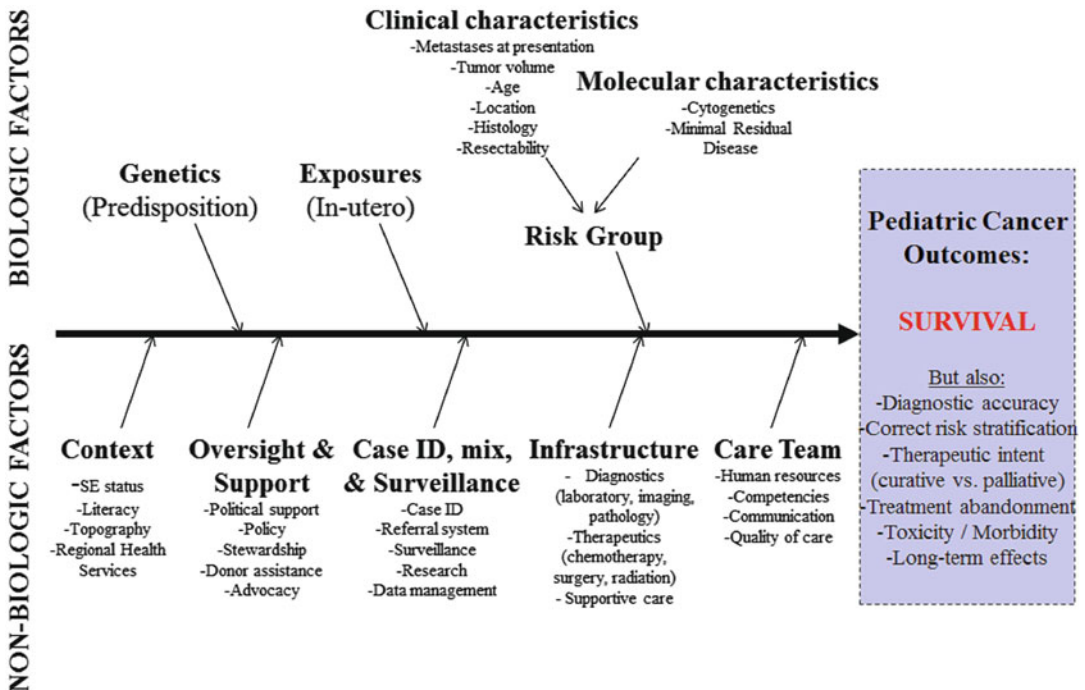 BIOLOGIC FACTORS
Clinical characteristics
-Metastases at presentation
-Tumor volume
-Age
-Location
-Histology
-Resectability
Molecular characteristics
-Cytogenetics
-Minimal Residual
Disease
Genetics
(Predisposition)
Exposures
(In-utero)
Risk Group
NON-BIOLOGIC FACTORS
Context
-SE status
-Literacy
-Topography
-Regional Health
Services
Oversight &
Support
-Political support
-Policy
-Stewardship
-Donor assistance
-Advocacy
Case ID, mix,
& Surveillance
-Case ID
-Referral system
-Surveillance
-Research
-Data management
Infrastructure
- Diagnostics
(laboratory, imaging,
pathology)
- Therapeutics
(chemotherapy,
surgery, radiation)
- Supportive care
Care Team
-Human resources
-Competencies
-Communication
-Quality of care
Pediatric Cancer
Outcomes:
SURVIVAL
But also:
-Diagnostic accuracy
-Correct risk stratification
-Therapeutic intent
(curative vs. palliative)
-Treatment abandonment
-Toxicity / Morbidity
-Long-term effects